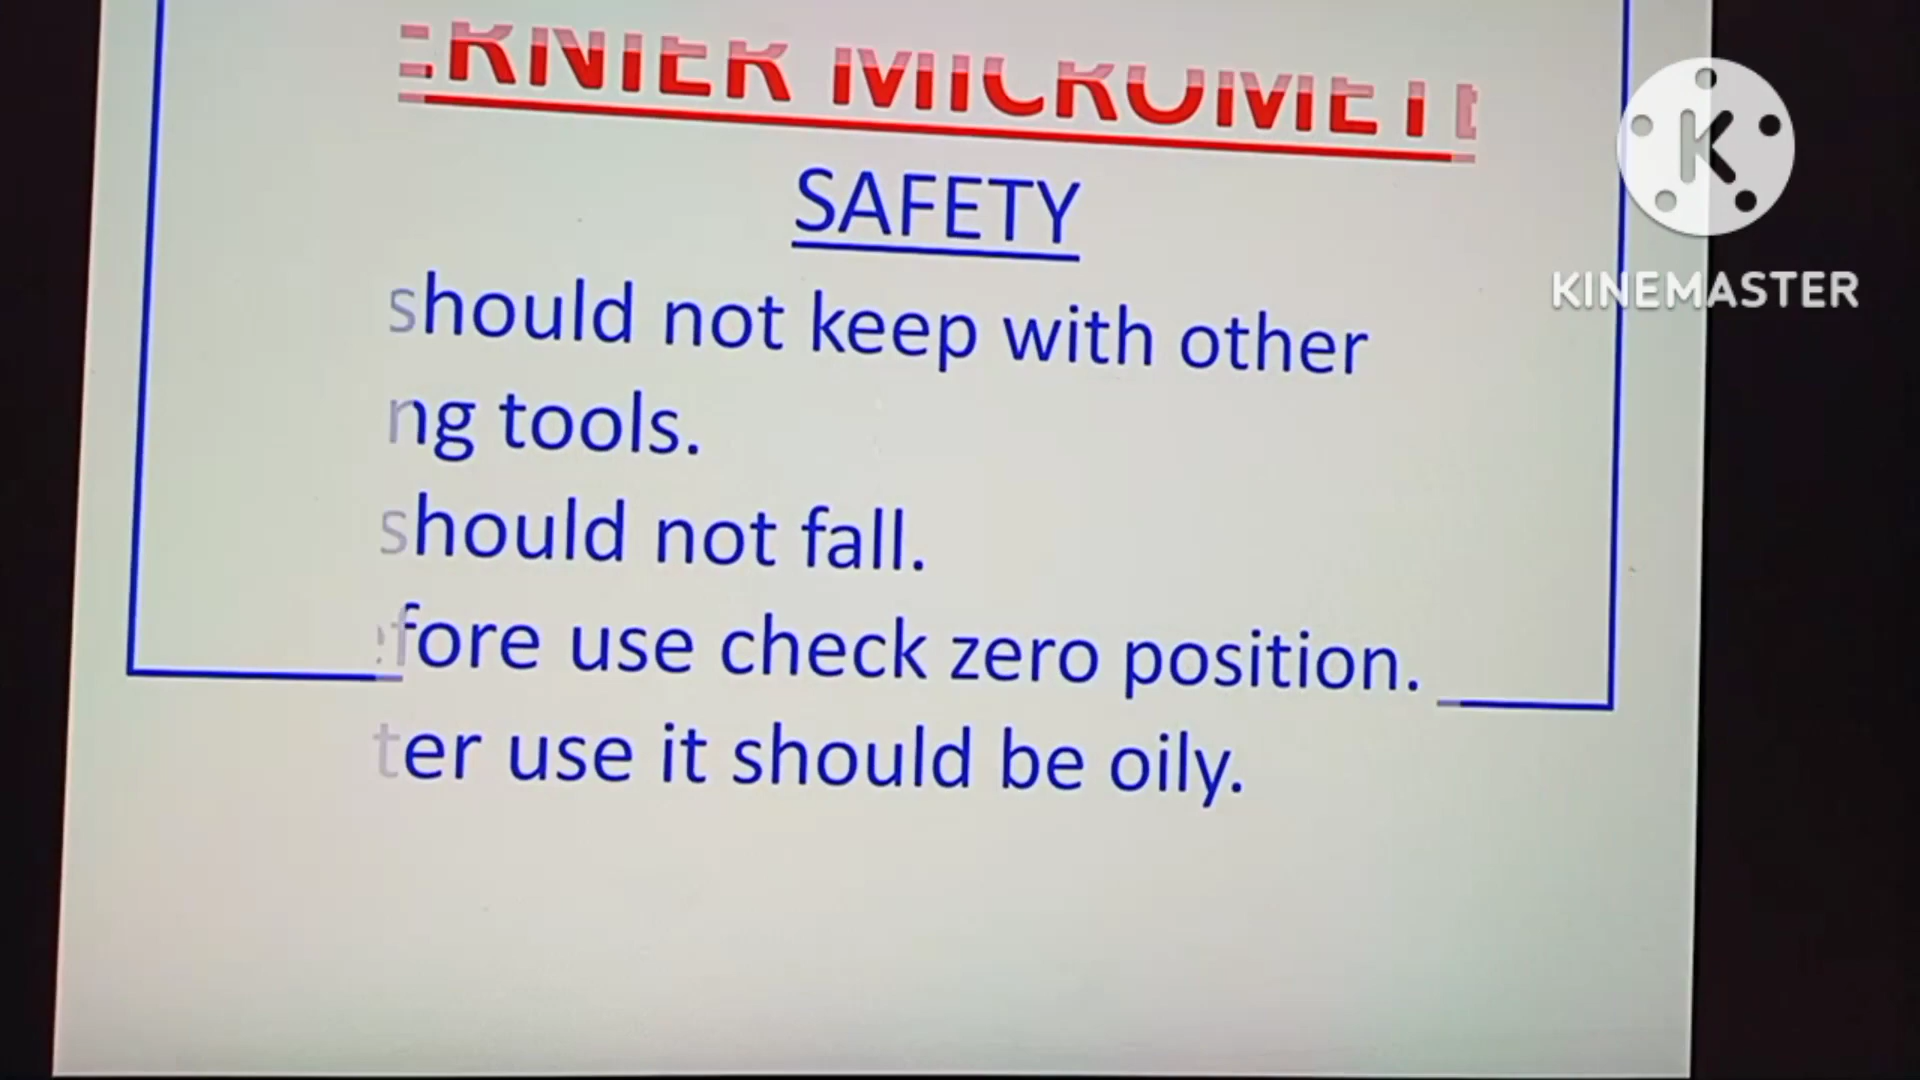 ERNIER MICROMET
SAFETY
should not keep with other
ng tools.
should not fall.
efore use check zero position.
ter use it should be oily.
KINEMASTER